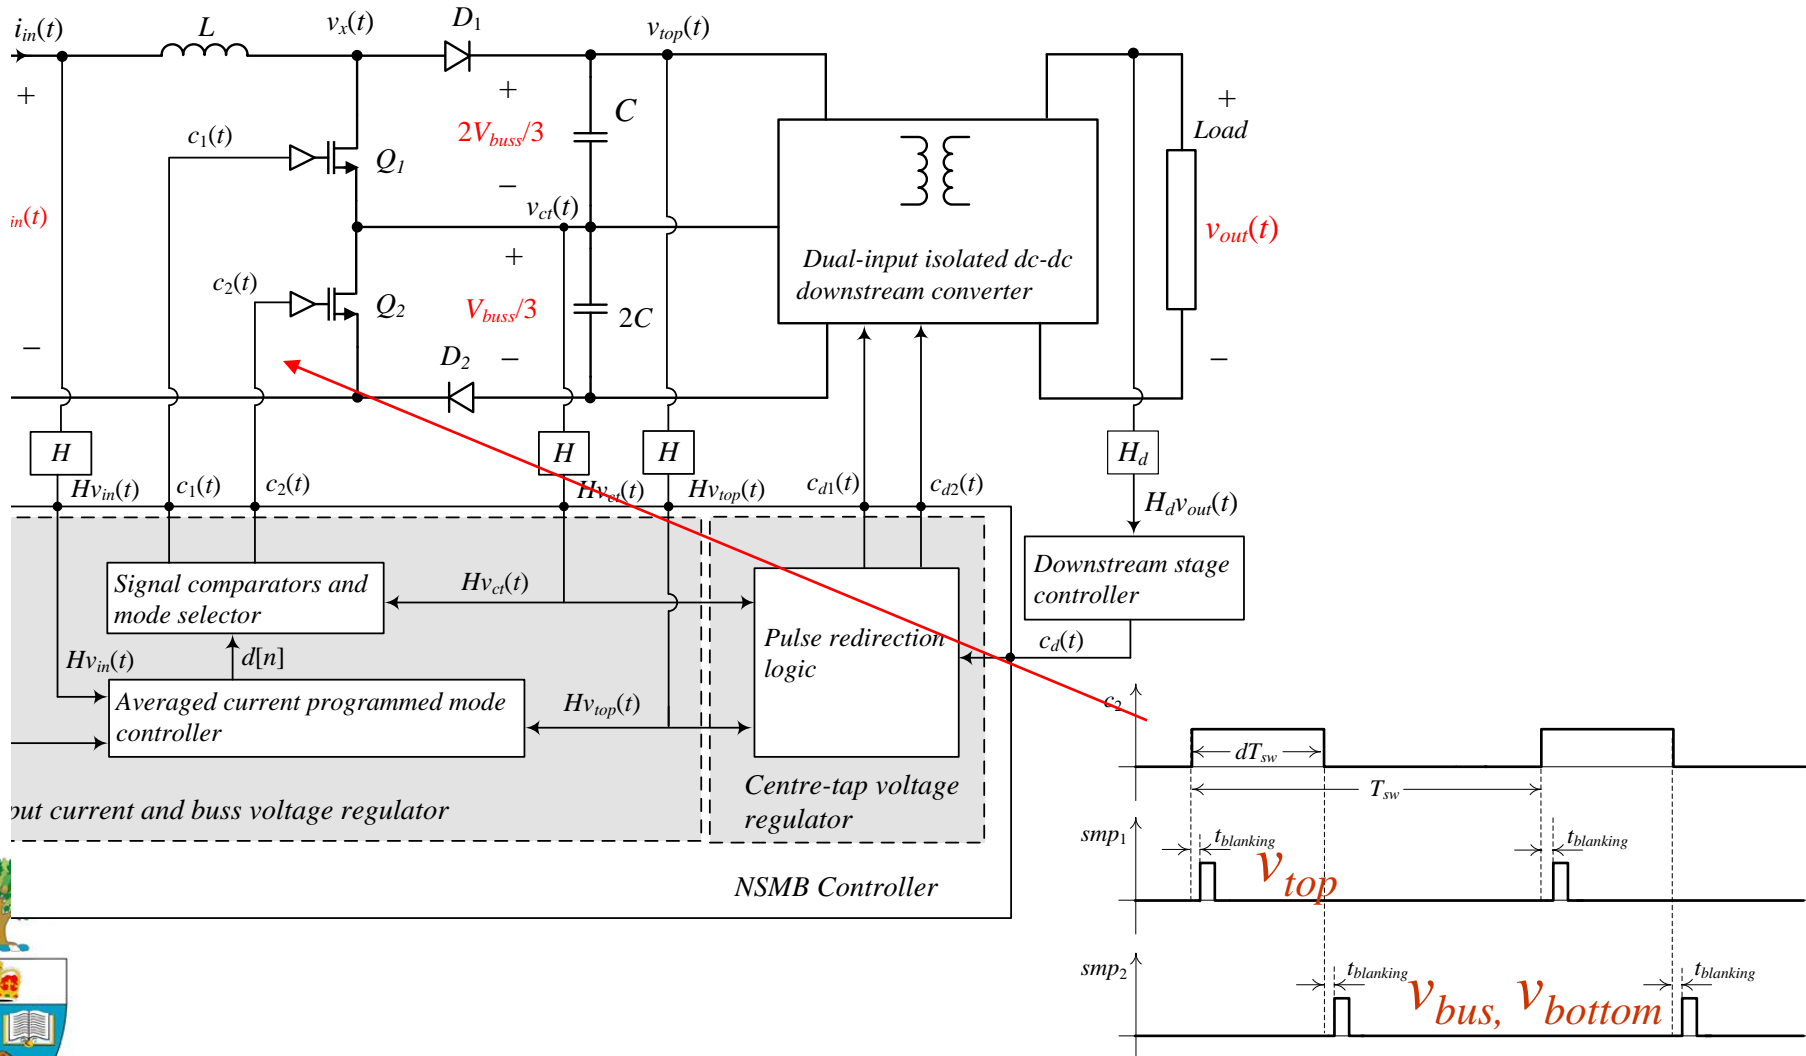 i_in(t)
L
v_x(t)
D_1
v_top(t)
+
+
C
+
Load
2V_buss/3
c_1(t)
Q_1
−
v_ct(t)
in(t)
v_out(t)
+
Dual-input isolated dc-dc
downstream converter
c_2(t)
Q_2
V_buss/3
2C
−
D_2
−
−
H
H
H
H_d
Hv_in(t)
c_1(t)
c_2(t)
Hv_ct(t)
Hv_top(t)
c_d1(t)
c_d2(t)
H_dv_out(t)
Signal comparators and
mode selector
Hv_ct(t)
Downstream stage
controller
Pulse redirection
logic
c_d(t)
Hv_in(t)
d[n]
Averaged current programmed mode
controller
Hv_top(t)
c_2
dT_sw
T_sw
Centre-tap voltage
regulator
put current and buss voltage regulator
smp_1
t_blanking
t_blanking
v_top
NSMB Controller
smp_2
t_blanking
t_blanking
v_bus, v_bottom